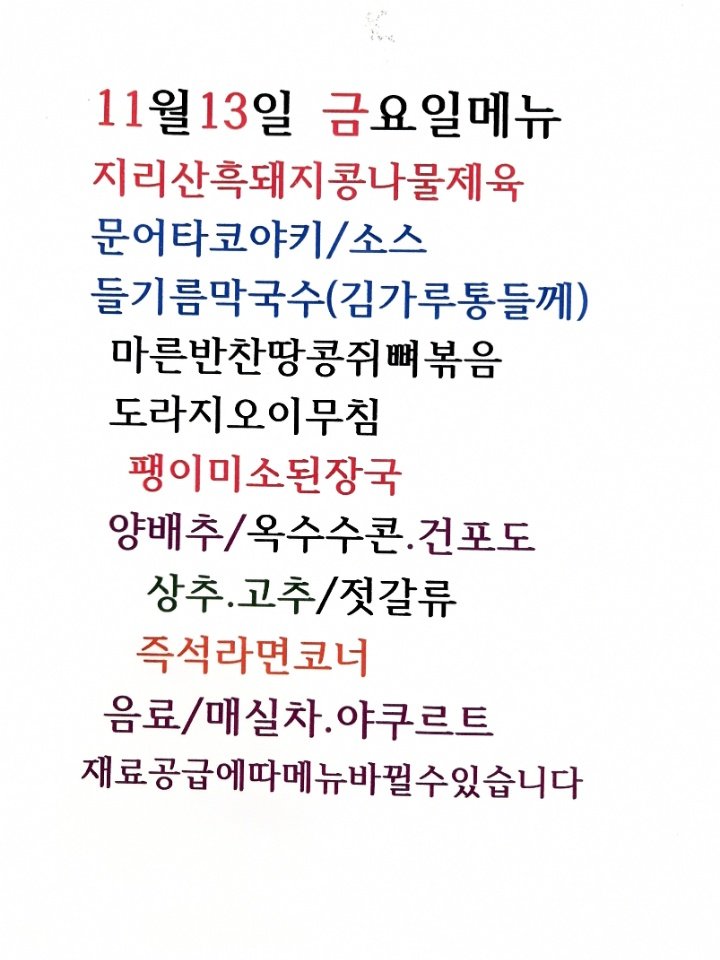 11월13일 금요일메뉴
지리산흑돼지콩나물제육
문어타코야키/소스
들기름막국수(김가루통들께)
마른반찬땅콩쥐뼈볶음
도라지오이무침
팽이미소된장국
양배추/옥수수콘.건포도
상추.고추/젓갈류
즉석라면코너
음료/매실차.야쿠르트
재료공급에따메뉴바뀔수있습니다